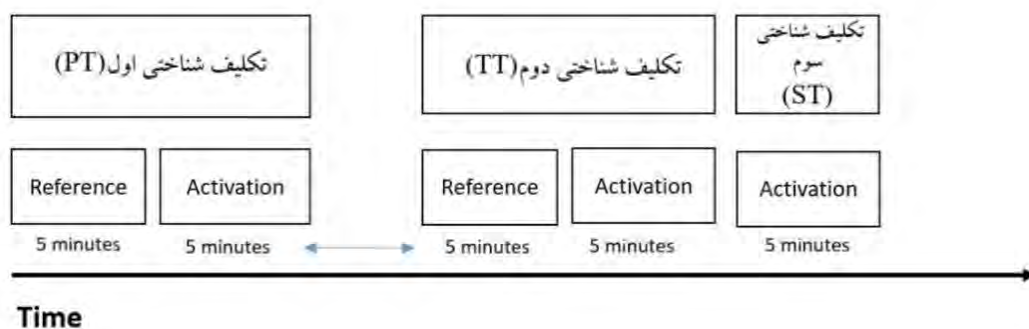 تکلیف شناختی اول(PT)
تکلیف شناختی دوم(TT)
تکلیف شناختی
سوم
(ST)
Reference
Activation
Reference
Activation
Activation
5 minutes
5 minutes
5 minutes
5 minutes
5 minutes
Time